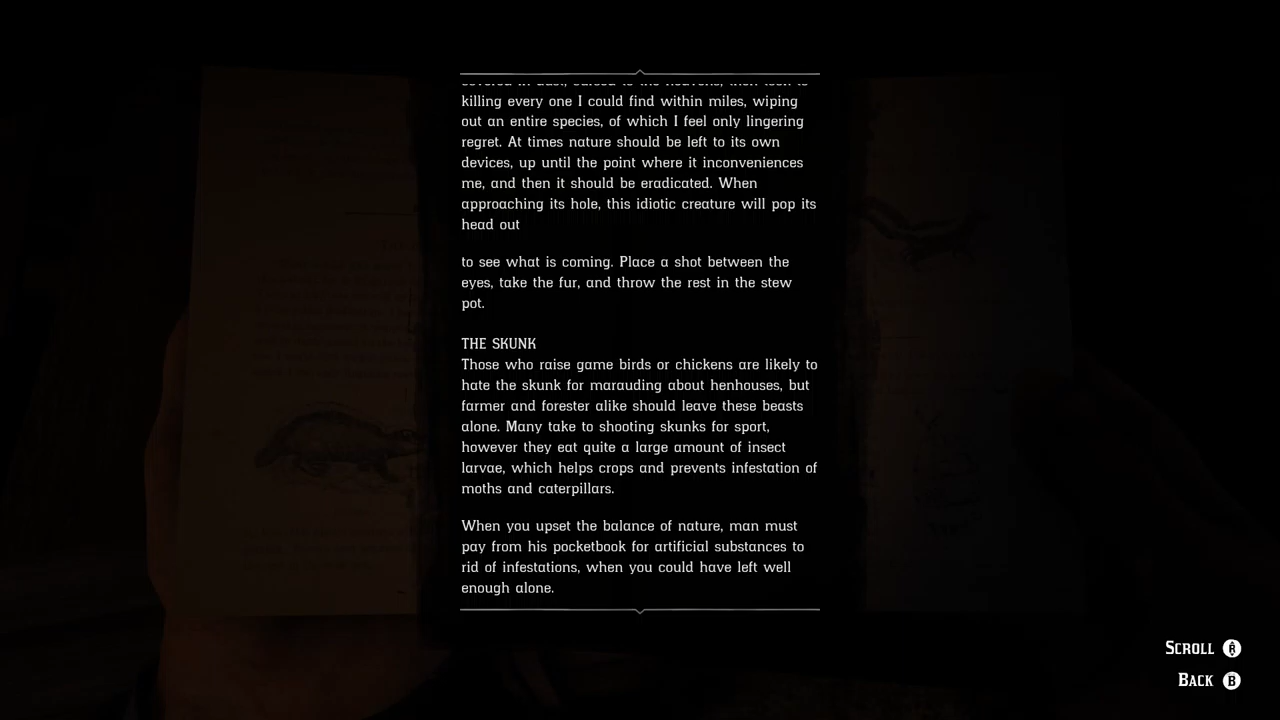 killing every one I could find within miles, wiping
out an entire species, of which I feel only lingering
regret. At times nature should be left to its own
devices, up until the point where it inconveniences
me, and then it should be eradicated. When
approaching its hole, this idiotic creature will pop its
head out
to see what is coming. Place a shot between the
eyes, take the fur, and throw the rest in the stew
pot.
THE SKUNK
Those who raise game birds or chickens are likely to
hate the skunk for marauding about henhouses, but
farmer and forester alike should leave these beasts
alone. Many take to shooting skunks for sport,
however they eat quite a large amount of insect
larvae, which helps crops and prevents infestation of
moths and caterpillars.
When you upset the balance of nature, man must
pay from his pocketbook for artificial substances to
rid of infestations, when you could have left well
enough alone.
SCROLL R
BACK B